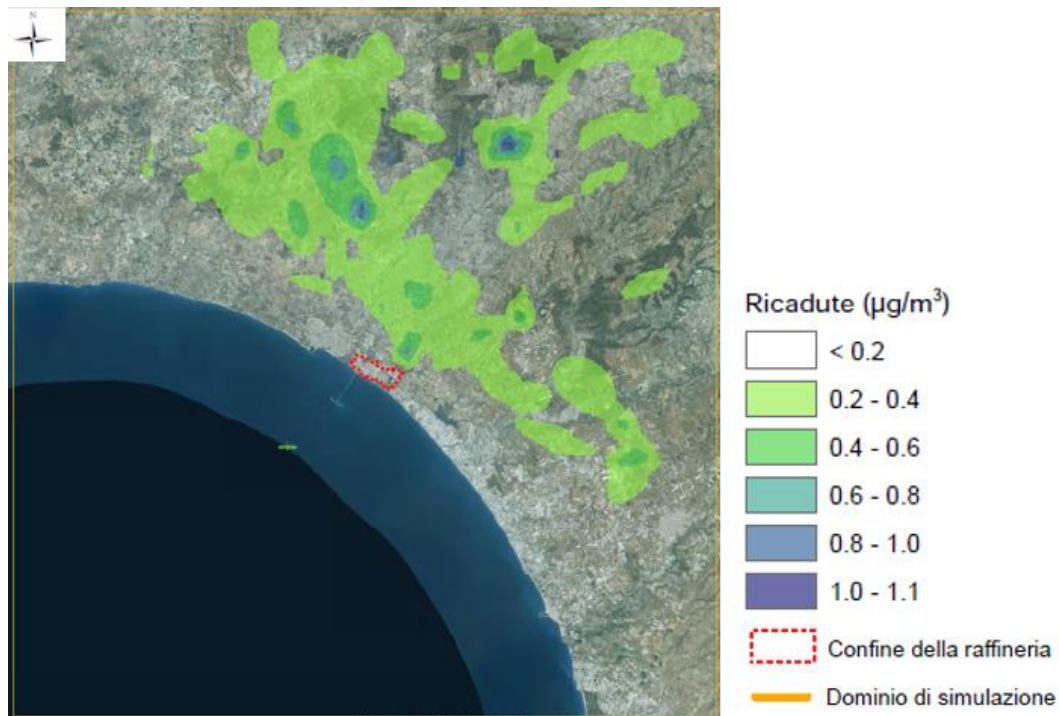 N
Ricadute (µg/m³)
< 0.2
0.2 - 0.4
0.4 - 0.6
0.6 - 0.8
0.8 - 1.0
1.0 - 1.1
Confine della raffineria
Dominio di simulazione